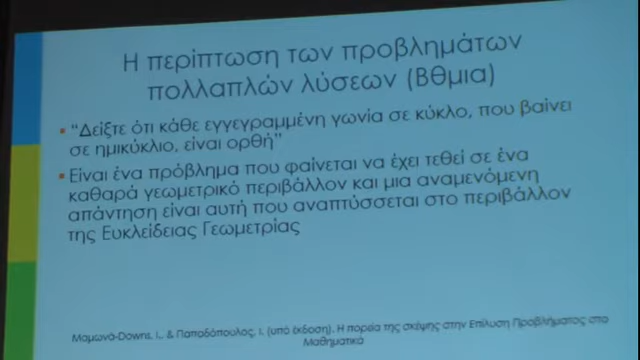 Η περίπτωση των προβλημάτων
πολλαπλών λύσεων (Βθμια)
▪ “Δείξτε ότι κάθε εγγεγραμμένη γωνία σε κύκλο, που βαίνει
σε ημικύκλιο, είναι ορθή”
▪ Είναι ένα πρόβλημα που φαίνεται να έχει τεθεί σε ένα
καθαρά γεωμετρικό περιβάλλον και μια αναμενόμενη
απάντηση είναι αυτή που αναπτύσσεται στο περιβάλλον
της Ευκλείδειας Γεωμετρίας
Μαμωνά-Downs, L., & Παπαδόπουλος, Ι. (υπό έκδοση). Η πορεία της σκέψης στην Επίλυση Προβλήματος στα
Μαθηματικά